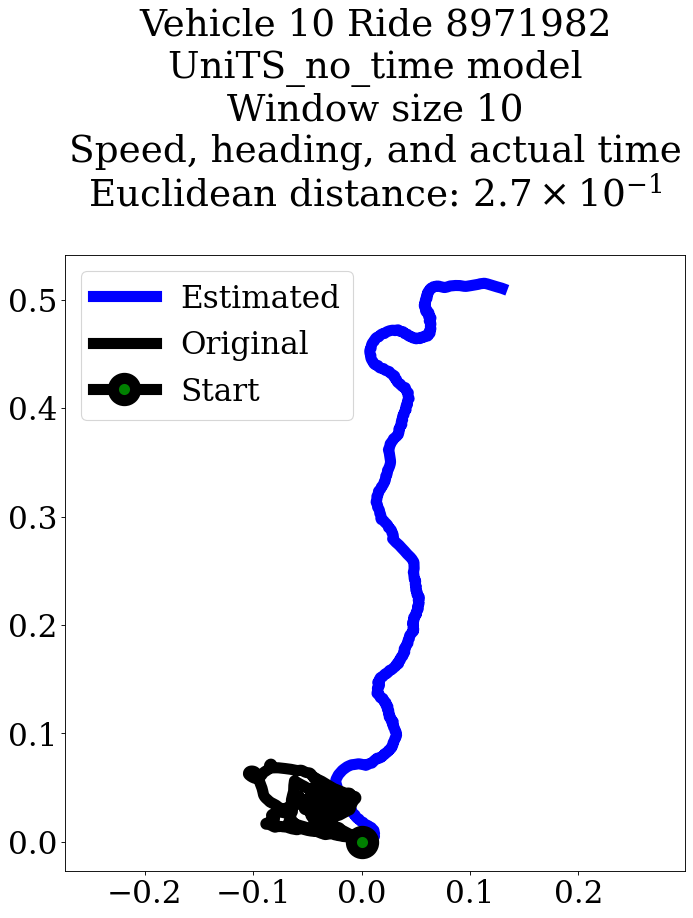 Vehicle 10 Ride 8971982
UniTS_no_time model
Window size 10
Speed, heading, and actual time
Euclidean distance: 2.7 × 10⁻¹
Estimated
Original
Start
0.5
0.4
0.3
0.2
0.1
0.0
−0.2 −0.1 0.0 0.1 0.2